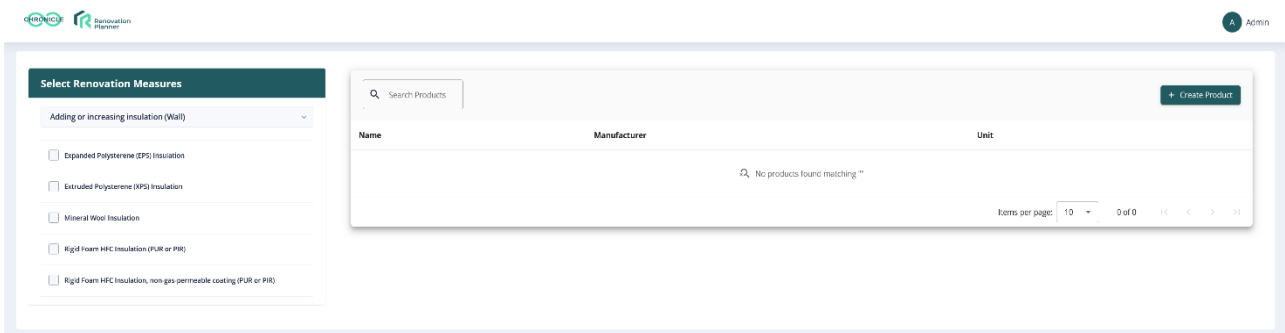 CHRONICLE Renovation Planner
A Admin
Select Renovation Measures
Adding or increasing insulation (Wall)
Expanded Polysterene (EPS) Insulation
Extruded Polysterene (XPS) Insulation
Mineral Wool Insulation
Rigid Foam HFC Insulation (PUR or PIR)
Rigid Foam HFC Insulation, non-gas-permeable coating (PUR or PIR)
Search Products
+ Create Product
Name Manufacturer Unit
No products found matching ""
Items per page: 10 0 of 0